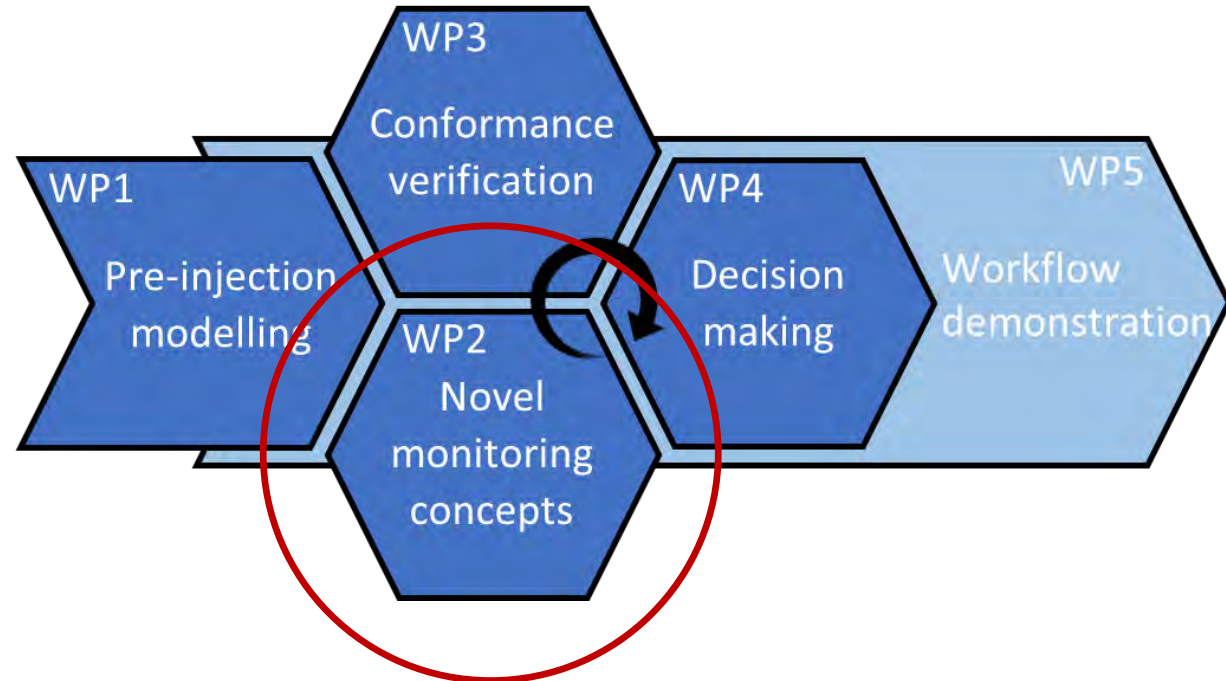 WP1
Pre-injection
modelling
WP3
Conformance
verification
WP2
Novel
monitoring
concepts
WP4
Decision
making
WP5
Workflow
demonstration